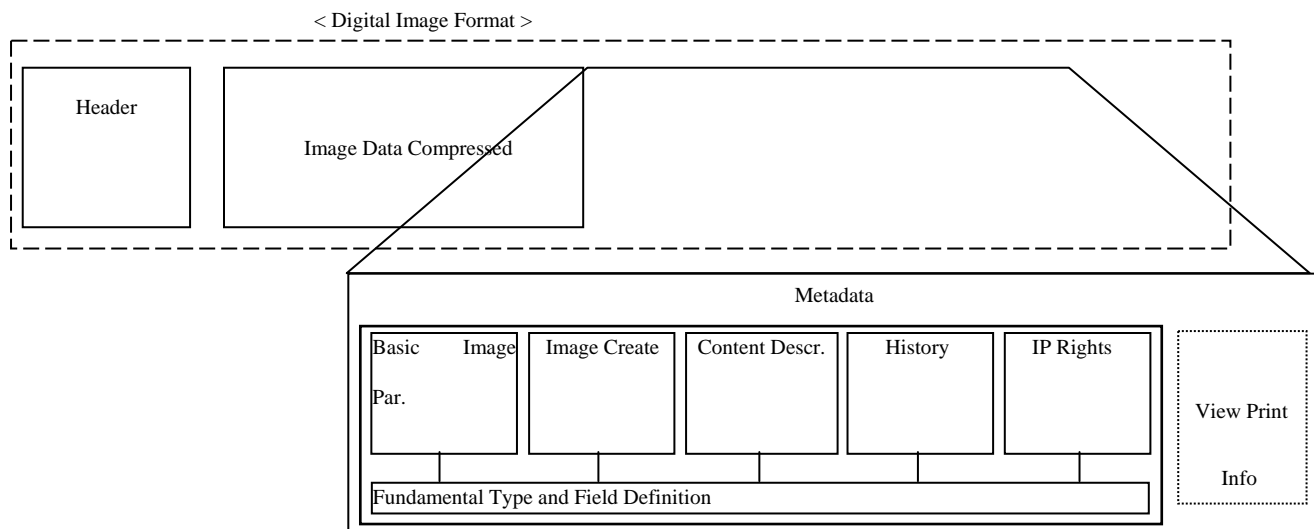 < Digital Image Format >
Header
Image Data Compressed
Metadata
Basic Image
Par.
Image Create
Content Descr.
History
IP Rights
View Print
Info
Fundamental Type and Field Definition